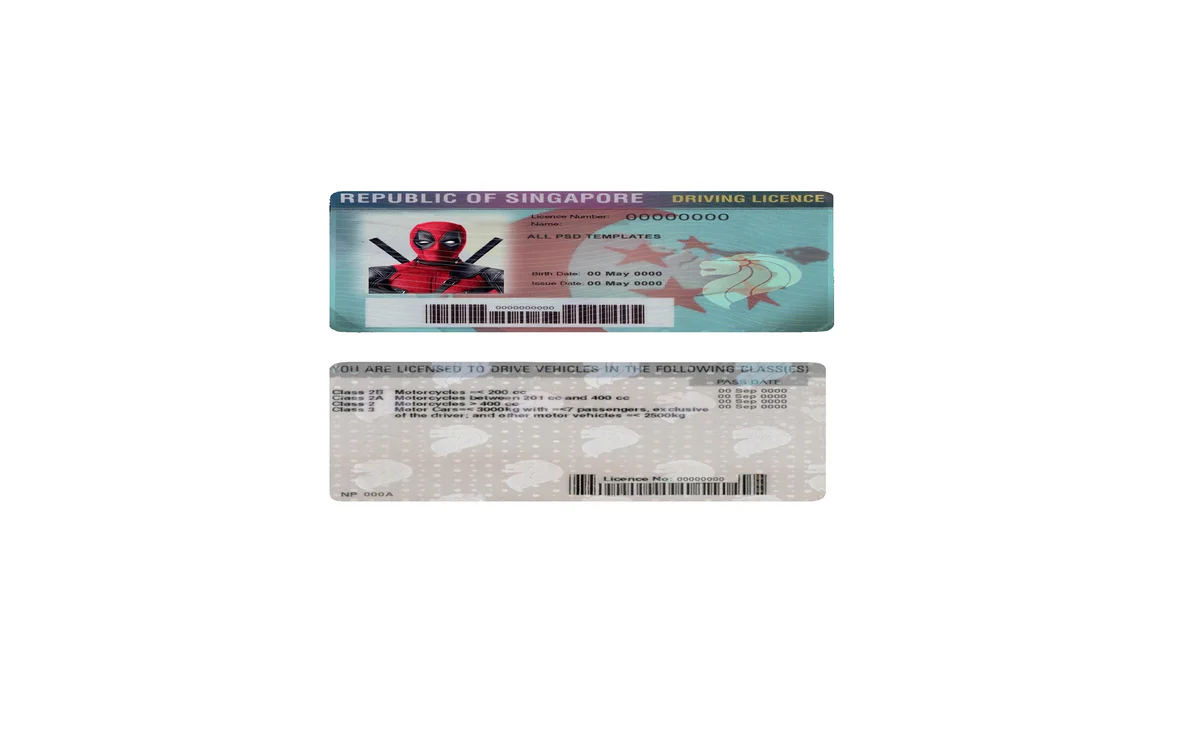 REPUBLIC OF SINGAPORE DRIVING LICENCE
Licence Number: 00000000
Name:
ALL PSD TEMPLATES
Birth Date: 00 May 0000
Issue Date: 00 May 0000
0000000000
YOU ARE LICENSED TO DRIVE VEHICLES IN THE FOLLOWING CLASS(ES)
PASS DATE
Class 2B Motorcycles =< 200 cc 00 Sep 0000
Class 2A Motorcycles between 201 cc and 400 cc 00 Sep 0000
Class 2 Motorcycles > 400 cc 00 Sep 0000
Class 3 Motor Cars=< 3000kg with =<7 passengers, exclusive 00 Sep 0000
of the driver; and other motor vehicles =< 2500kg
Licence No: 00000000
NP 000A